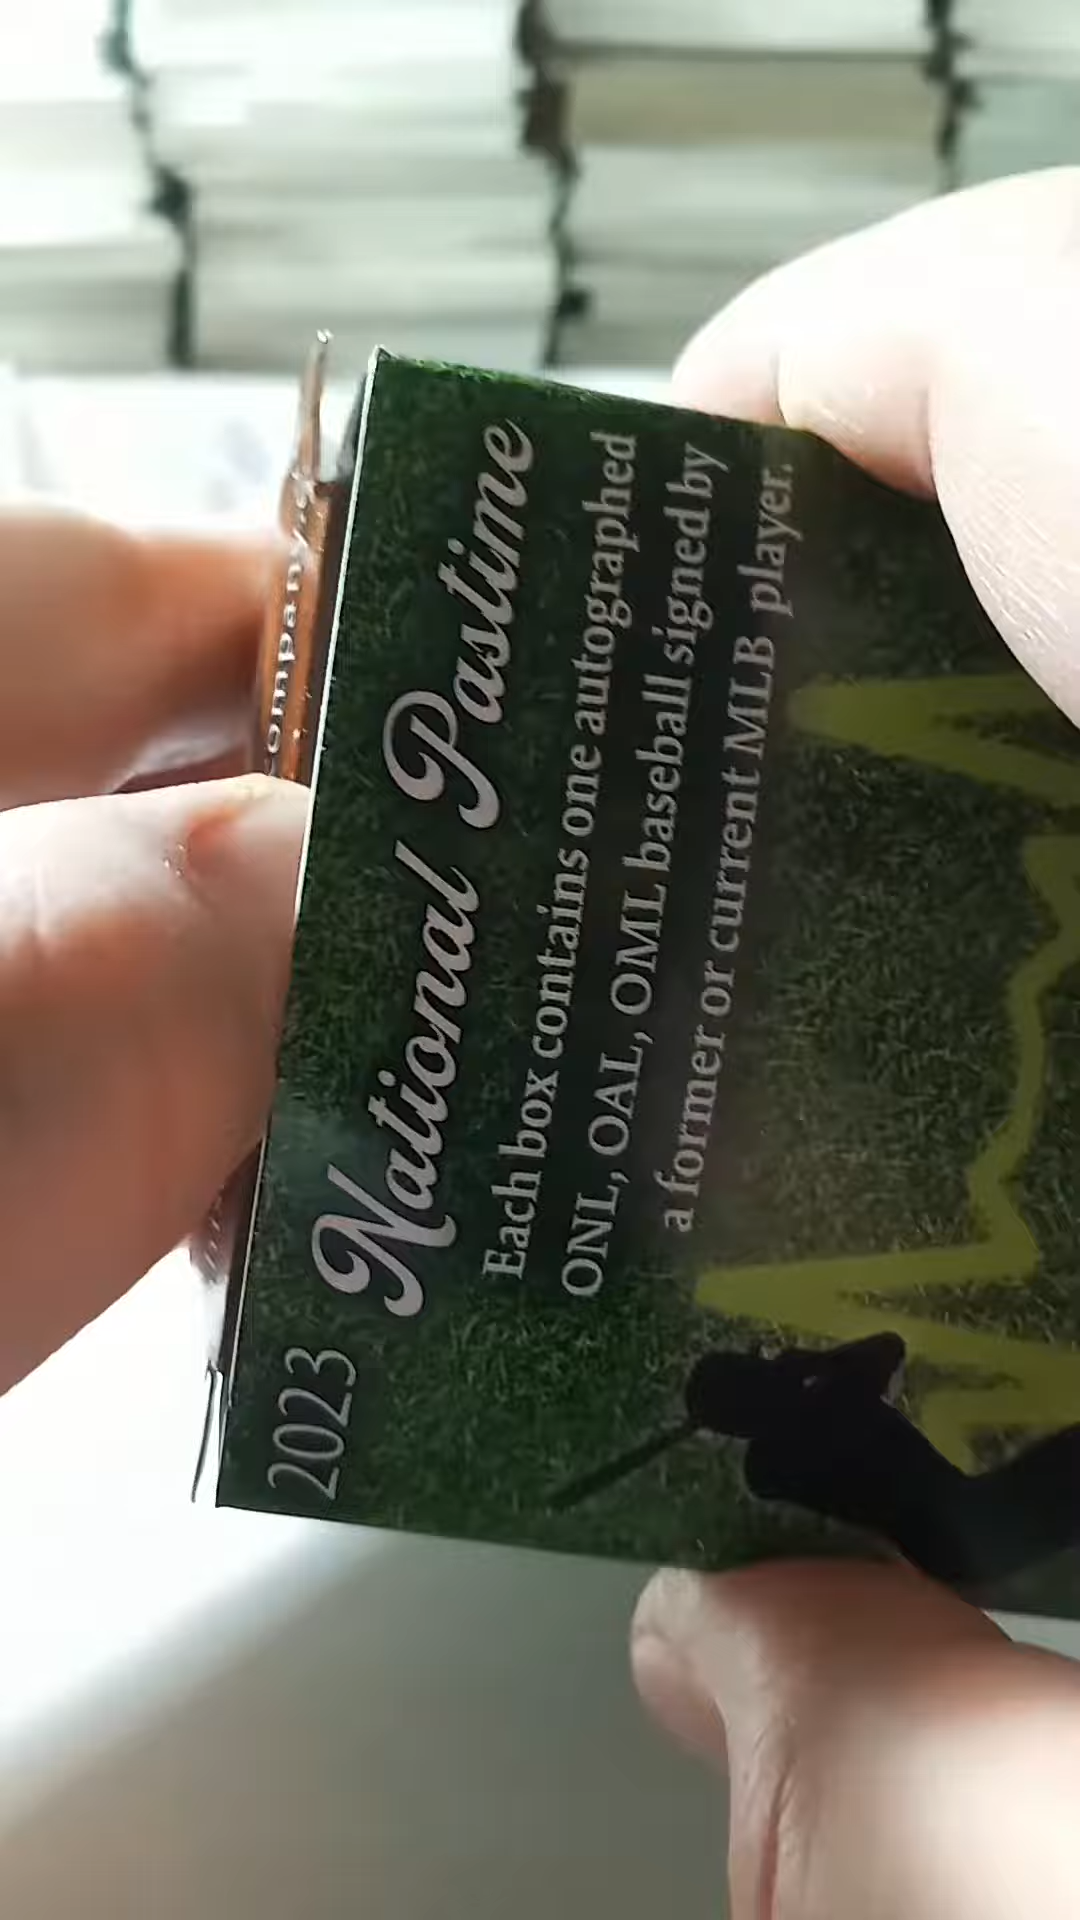 2023 National Pastime
Each box contains one autographed
ONL, OAL, OML baseball signed by
a former or current MLB player.